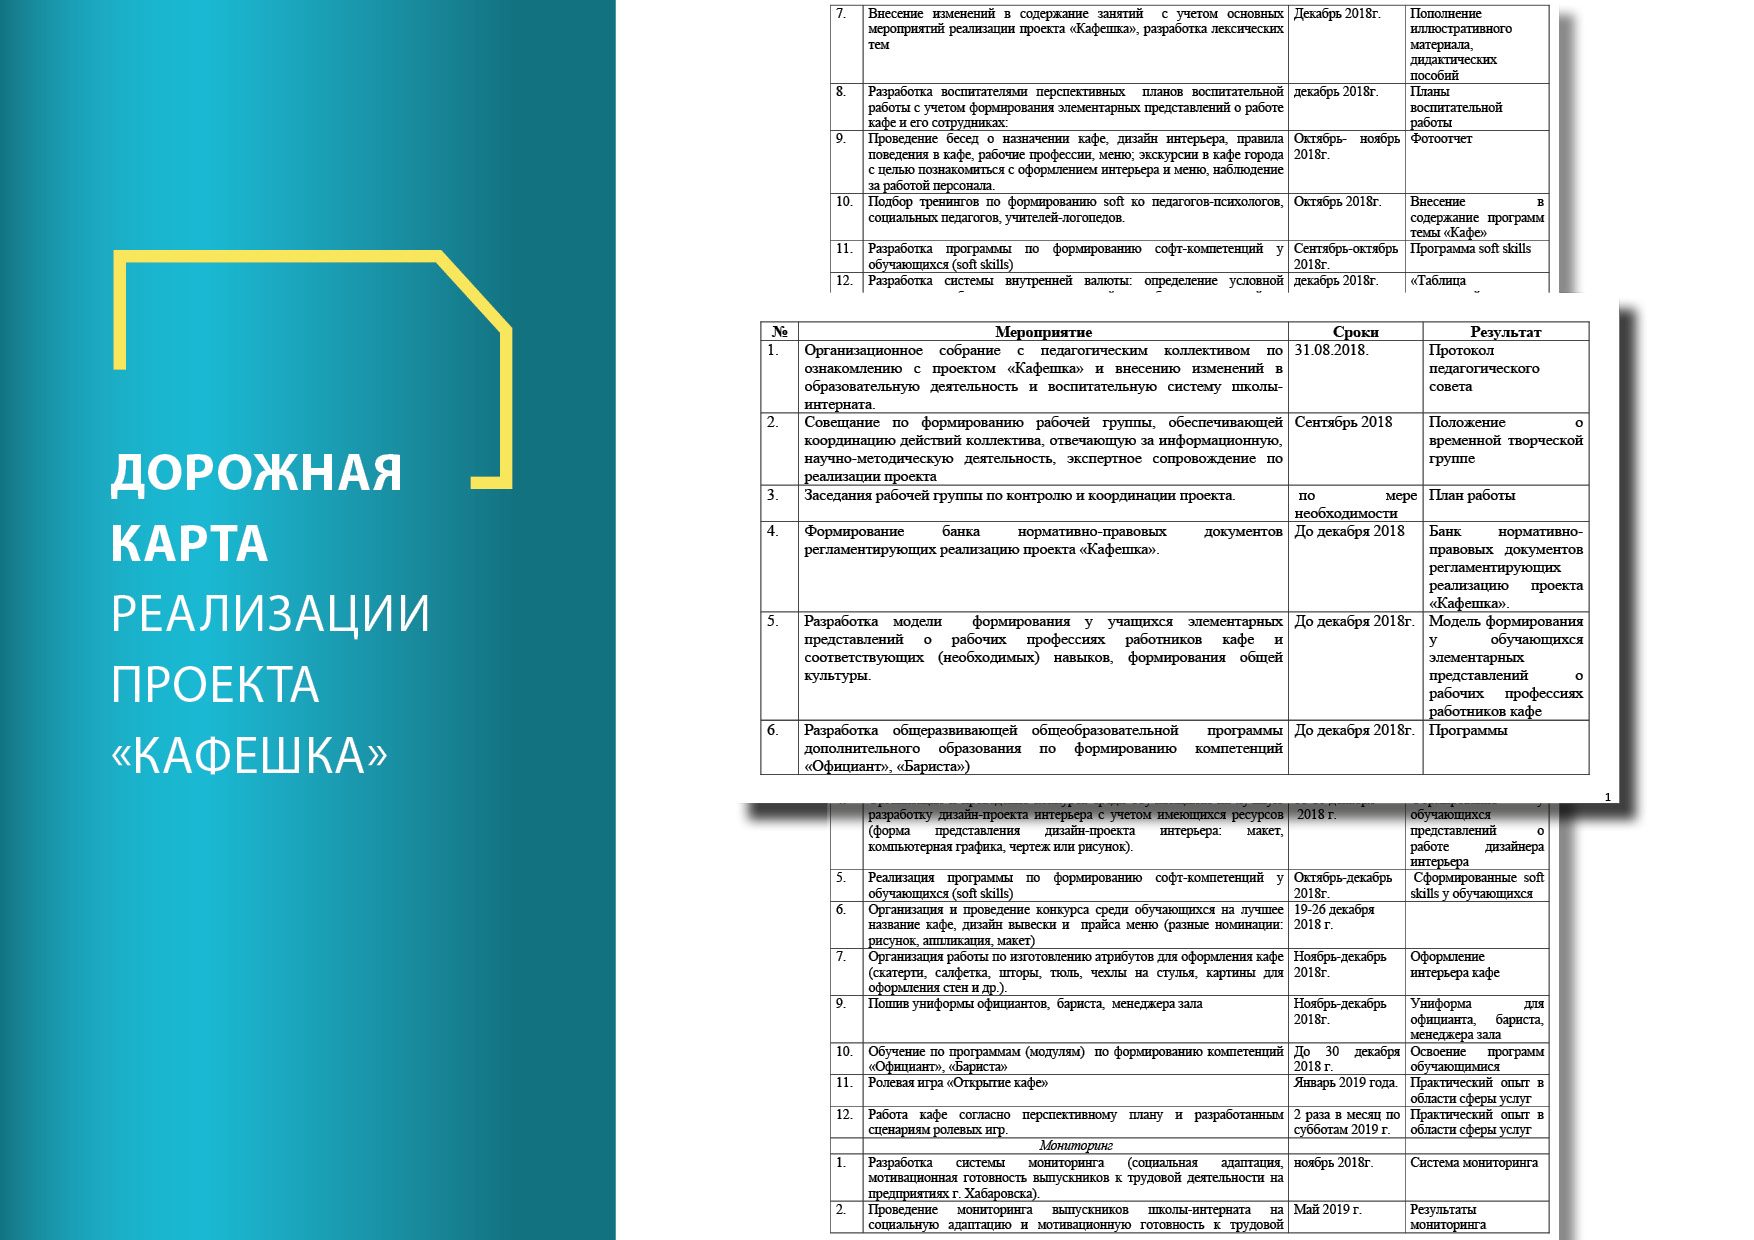 ДОРОЖНАЯ
КАРТА
РЕАЛИЗАЦИИ
ПРОЕКТА
«КАФЕШКА»
7. Внесение изменений в содержание занятий с учетом основных Декабрь 2018г. Пополнение
мероприятий реализации проекта «Кафешка», разработка лексических иллюстративного
тем материала,
дидактических
пособий
8. Разработка воспитателями перспективных планов воспитательной декабрь 2018г. Планы
работы с учетом формирования элементарных представлений о работе воспитательной
кафе и его сотрудниках: работы
9. Проведение бесед о назначении кафе, дизайн интерьера, правила Октябрь- ноябрь Фотоотчет
поведения в кафе, рабочие профессии, меню; экскурсии в кафе города 2018г.
с целью познакомиться с оформлением интерьера и меню, наблюдение
за работой персонала.
10. Подбор тренингов по формированию soft ко педагогов-психологов, Октябрь 2018г. Внесение в
социальных педагогов, учителей-логопедов. содержание программ
темы «Кафе»
11. Разработка программы по формированию софт-компетенций у Сентябрь-октябрь Программа soft skills
обучающихся (soft skills) 2018г.
12. Разработка системы внутренней валюты: определение условной декабрь 2018г. «Таблица
№ Мероприятие Сроки Результат
1. Организационное собрание с педагогическим коллективом по 31.08.2018. Протокол
ознакомлению с проектом «Кафешка» и внесению изменений в педагогического
образовательную деятельность и воспитательную систему школы- совета
интерната.
2. Совещание по формированию рабочей группы, обеспечивающей Сентябрь 2018 Положение о
координацию действий коллектива, отвечающую за информационную, временной творческой
научно-методическую деятельность, экспертное сопровождение по группе
реализации проекта
3. Заседания рабочей группы по контролю и координации проекта. по мере План работы
необходимости
4. Формирование банка нормативно-правовых документов До декабря 2018 Банк нормативно-
регламентирующих реализацию проекта «Кафешка». правовых документов
регламентирующих
реализацию проекта
«Кафешка».
5. Разработка модели формирования у учащихся элементарных До декабря 2018г. Модель формирования
представлений о рабочих профессиях работников кафе и у обучающихся
соответствующих (необходимых) навыков, формирования общей элементарных
культуры. представлений о
рабочих профессиях
работников кафе
6. Разработка общеразвивающей общеобразовательной программы До декабря 2018г. Программы
дополнительного образования по формированию компетенций
«Официант», «Бариста»)
1
разработку дизайн-проекта интерьера с учетом имеющихся ресурсов 2018 г. обучающихся
(форма представления дизайн-проекта интерьера: макет, представлений о
компьютерная графика, чертеж или рисунок). работе дизайнера
интерьера
5. Реализация программы по формированию софт-компетенций у Октябрь-декабрь Сформированные soft
обучающихся (soft skills) 2018г. skills у обучающихся
6. Организация и проведение конкурса среди обучающихся на лучшее 19-26 декабря
название кафе, дизайн вывески и прайса меню (разные номинации: 2018 г.
рисунок, аппликация, макет)
7. Организация работы по изготовлению атрибутов для оформления кафе Ноябрь-декабрь Оформление
(скатерти, салфетка, шторы, тюль, чехлы на стулья, картины для 2018г. интерьера кафе
оформления стен и др.).
9. Пошив униформы официантов, бариста, менеджера зала Ноябрь-декабрь Униформа для
2018г. официанта, бариста,
менеджера зала
10. Обучение по программам (модулям) по формированию компетенций До 30 декабря Освоение программ
«Официант», «Бариста» 2018 г. обучающимися
11. Ролевая игра «Открытие кафе» Январь 2019 года. Практический опыт в
области сферы услуг
12. Работа кафе согласно перспективному плану и разработанным 2 раза в месяц по Практический опыт в
сценариям ролевых игр. субботам 2019 г. области сферы услуг
Мониторинг
1. Разработка системы мониторинга (социальная адаптация, ноябрь 2018г. Система мониторинга
мотивационная готовность выпускников к трудовой деятельности на
предприятиях г. Хабаровска).
2. Проведение мониторинга выпускников школы-интерната на Май 2019 г. Результаты
социальную адаптацию и мотивационную готовность к трудовой мониторинга